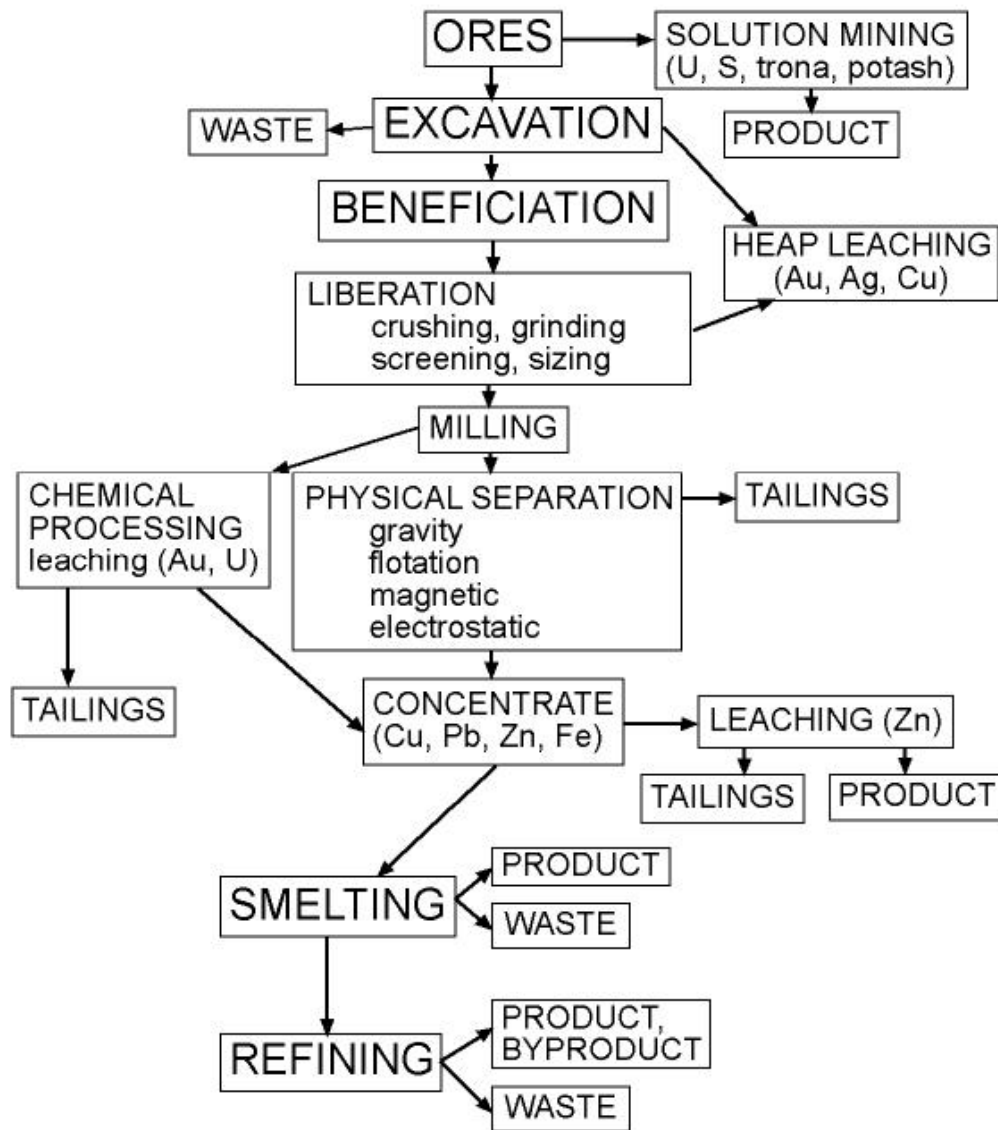 ORES
SOLUTION MINING
(U, S, trona, potash)
WASTE
EXCAVATION
PRODUCT
BENEFICIATION
HEAP LEACHING
(Au, Ag, Cu)
LIBERATION
crushing, grinding
screening, sizing
MILLING
CHEMICAL
PROCESSING
leaching (Au, U)
PHYSICAL SEPARATION
gravity
flotation
magnetic
electrostatic
TAILINGS
TAILINGS
CONCENTRATE
(Cu, Pb, Zn, Fe)
LEACHING (Zn)
TAILINGS
PRODUCT
SMELTING
PRODUCT
WASTE
REFINING
PRODUCT,
BYPRODUCT
WASTE